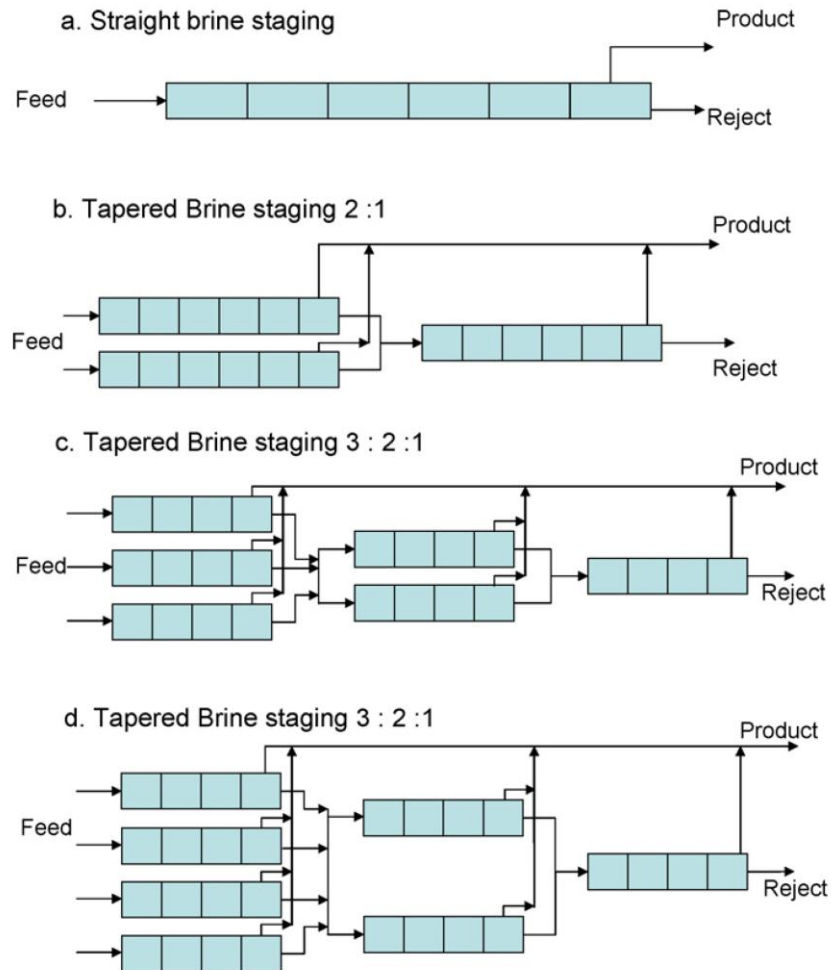 a. Straight brine staging
Product
Feed
Reject
b. Tapered Brine staging 2 :1
Product
Feed
Reject
c. Tapered Brine staging 3 : 2 :1
Product
Feed
Reject
d. Tapered Brine staging 3 : 2 :1
Product
Feed
Reject